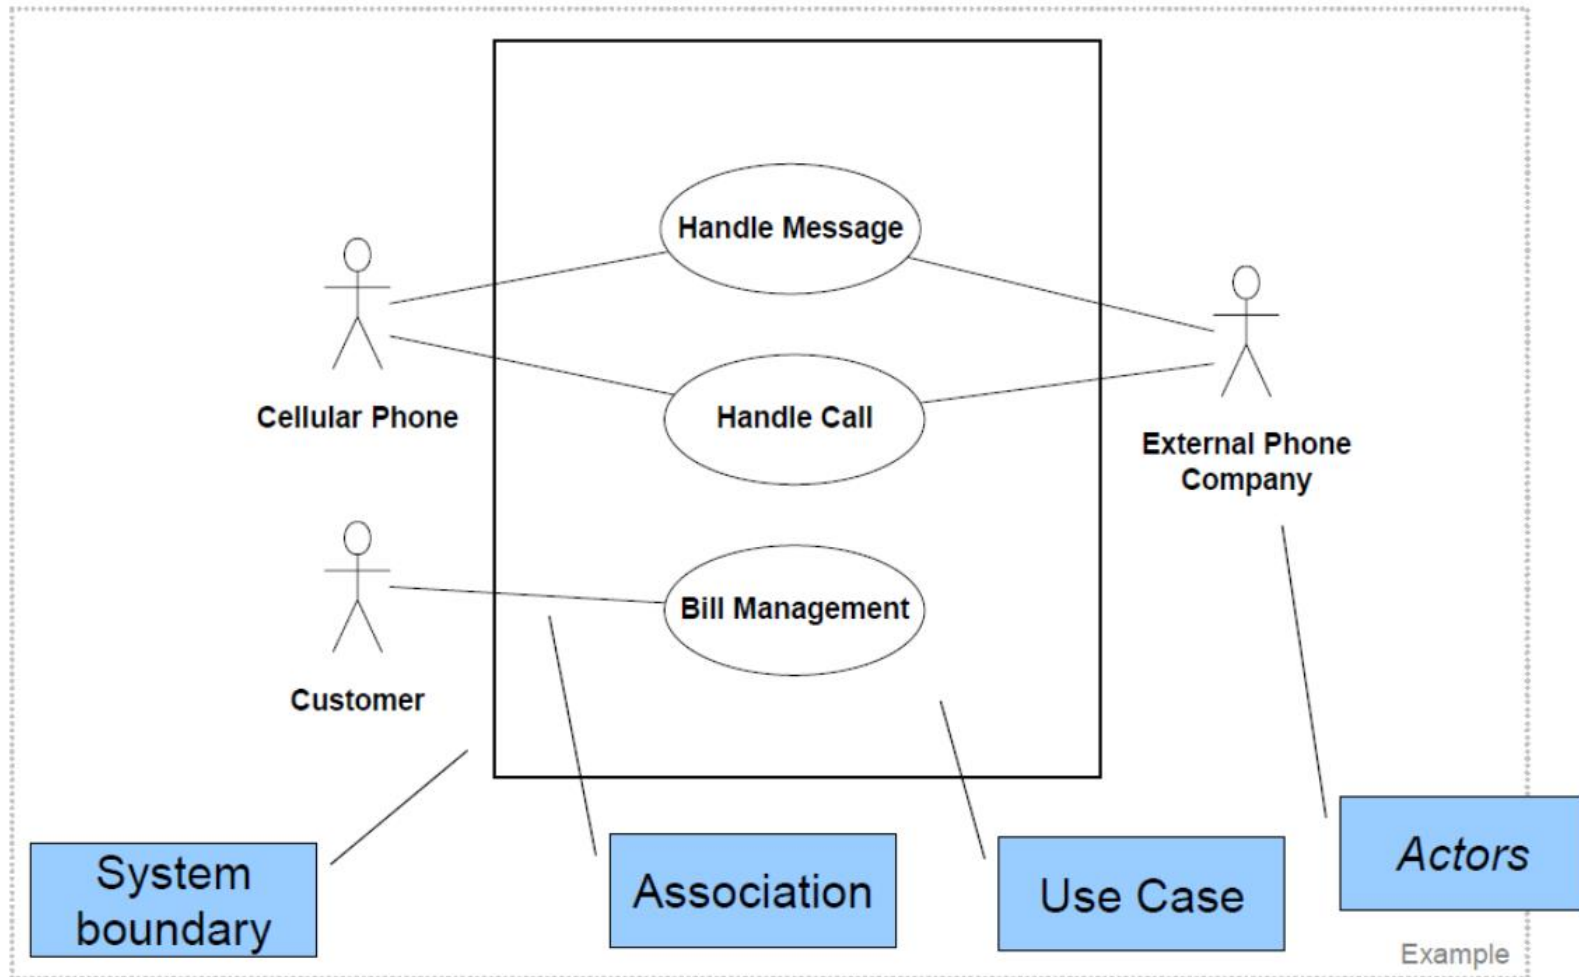 Handle Message
Cellular Phone
Handle Call
External Phone
Company
Bill Management
Customer
System
boundary
Association
Use Case
Actors
Example